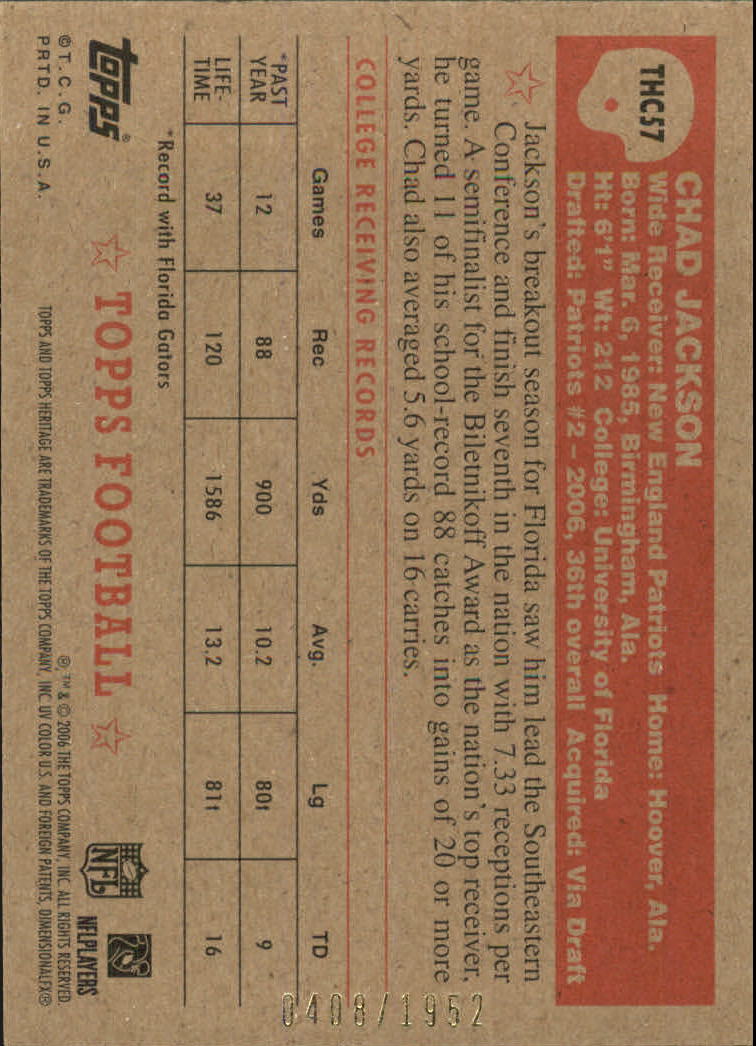 THC57
CHAD JACKSON
Wide Receiver: New England Patriots Home: Hoover, Ala.
Born: Mar. 6, 1985, Birmingham, Ala.
Ht: 6'1" Wt: 212 College: University of Florida
Drafted: Patriots #2 - 2006, 36th overall Acquired: Via Draft
Jackson's breakout season for Florida saw him lead the Southeastern
Conference and finish seventh in the nation with 7.33 receptions per
game. A semifinalist for the Biletnikoff Award as the nation's top receiver,
he turned 11 of his school-record 88 catches into gains of 20 or more
yards. Chad also averaged 5.6 yards on 16 carries.
COLLEGE RECEIVING RECORDS
Games Rec Yds Avg. Lg TD
*PAST
YEAR 12 88 900 10.2 80t 9
LIFE-
TIME 37 120 1586 13.2 81t 16
*Record with Florida Gators
topps® TOPPS FOOTBALL
NFL
NFLPLAYERS
©T.C.G.
PRTD. IN U.S.A.
®, ™ & © 2006 THE TOPPS COMPANY, INC. ALL RIGHTS RESERVED.
TOPPS AND TOPPS HERITAGE ARE TRADEMARKS OF THE TOPPS COMPANY, INC. UV COLOR U.S. AND FOREIGN PATENTS, DIMENSIONALFX®
0408/1952